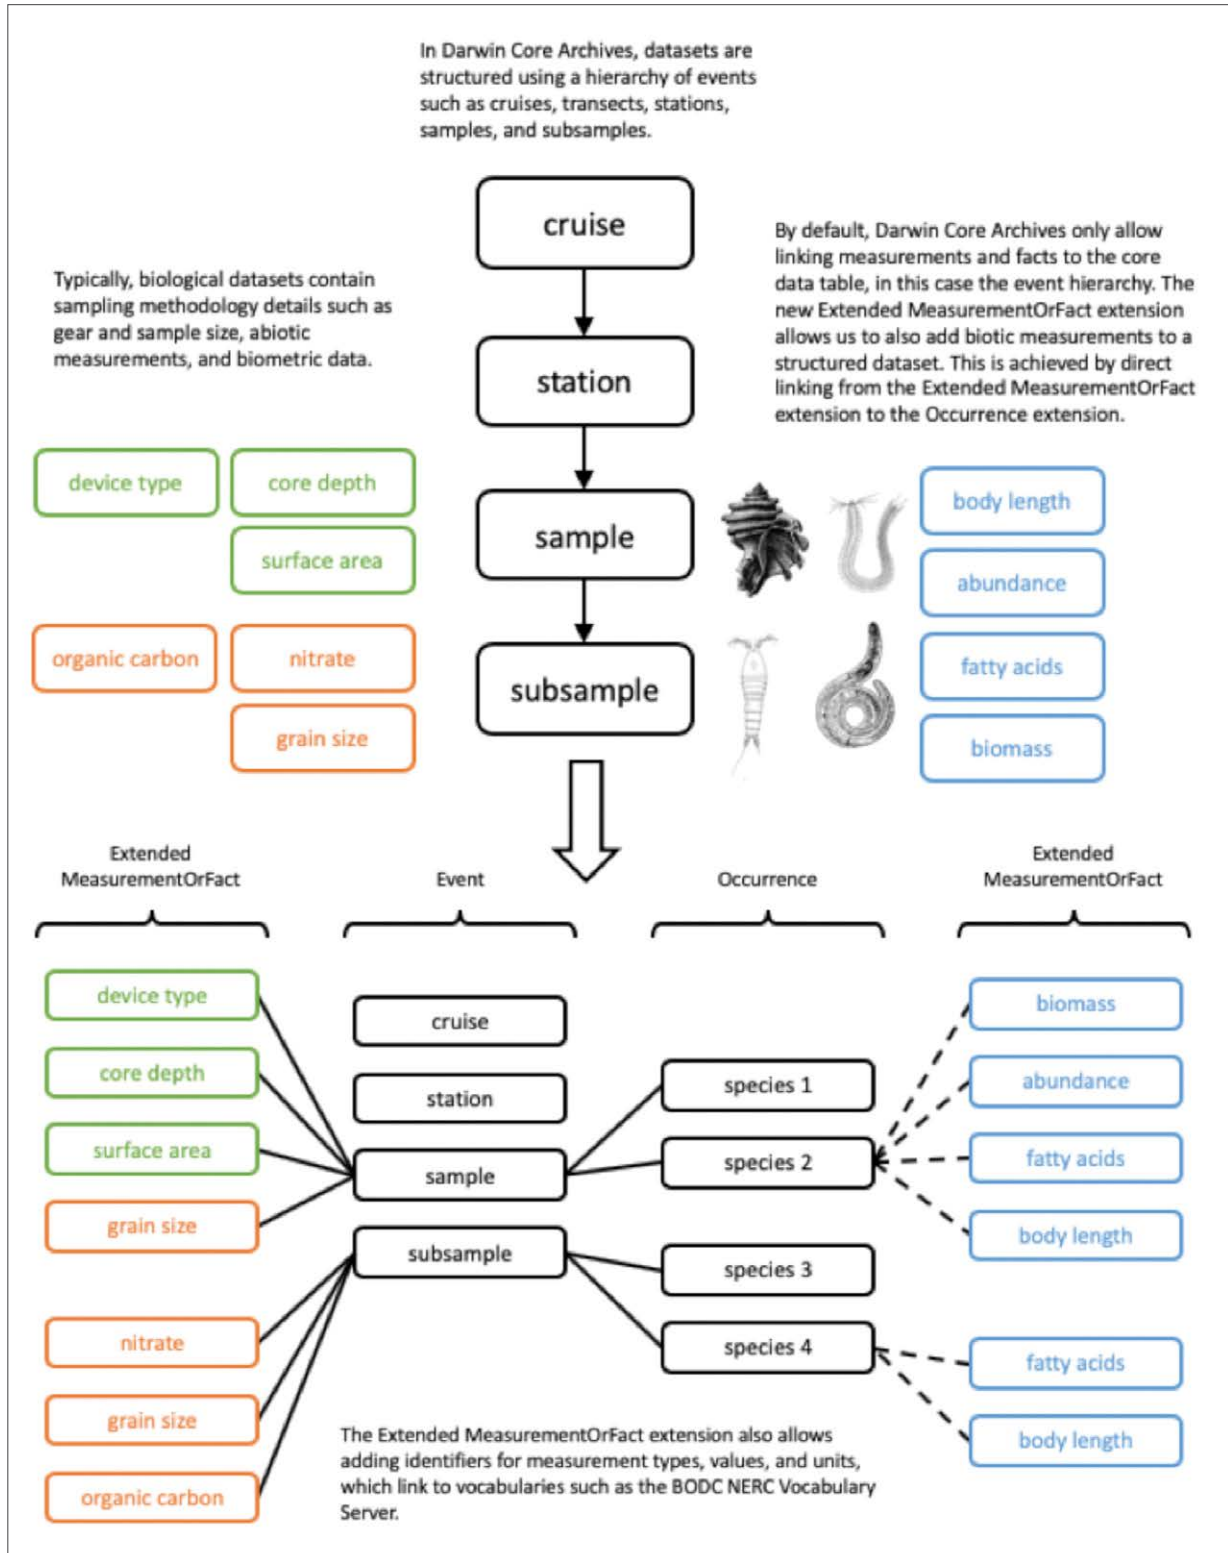 In Darwin Core Archives, datasets are
structured using a hierarchy of events
such as cruises, transects, stations,
samples, and subsamples.
cruise
By default, Darwin Core Archives only allow
linking measurements and facts to the core
data table, in this case the event hierarchy. The
new Extended MeasurementOrFact extension
allows us to also add biotic measurements to a
structured dataset. This is achieved by direct
linking from the Extended MeasurementOrFact
extension to the Occurrence extension.
Typically, biological datasets contain
sampling methodology details such as
gear and sample size, abiotic
measurements, and biometric data.
station
device type
core depth
surface area
sample
body length
abundance
organic carbon
nitrate
grain size
subsample
fatty acids
biomass
Extended
MeasurementOrFact
Event
Occurrence
Extended
MeasurementOrFact
device type
core depth
surface area
grain size
nitrate
grain size
organic carbon
cruise
station
sample
subsample
species 1
species 2
species 3
species 4
biomass
abundance
fatty acids
body length
fatty acids
body length
The Extended MeasurementOrFact extension also allows
adding identifiers for measurement types, values, and units,
which link to vocabularies such as the BODC NERC Vocabulary
Server.